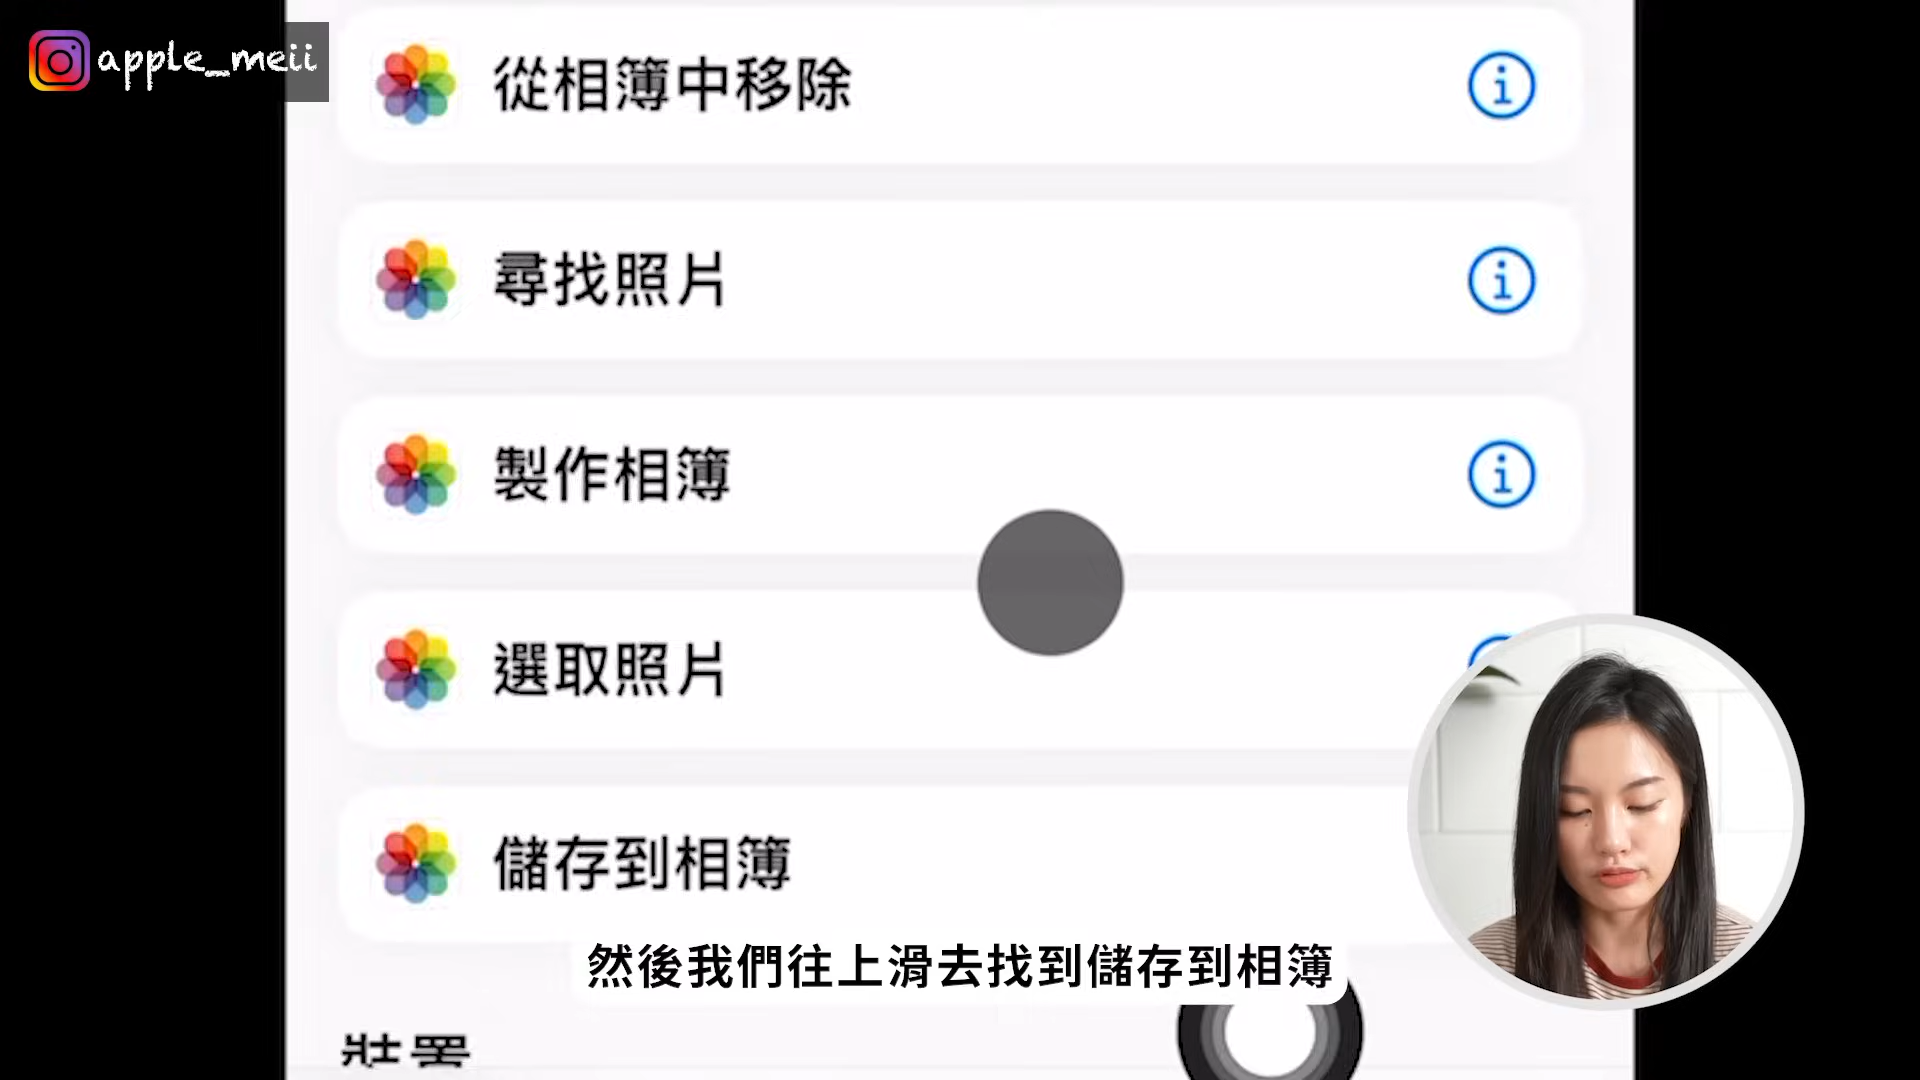 apple_meii
從相簿中移除
尋找照片
製作相簿
選取照片
儲存到相簿
然後我們往上滑去找到儲存到相簿
裝置